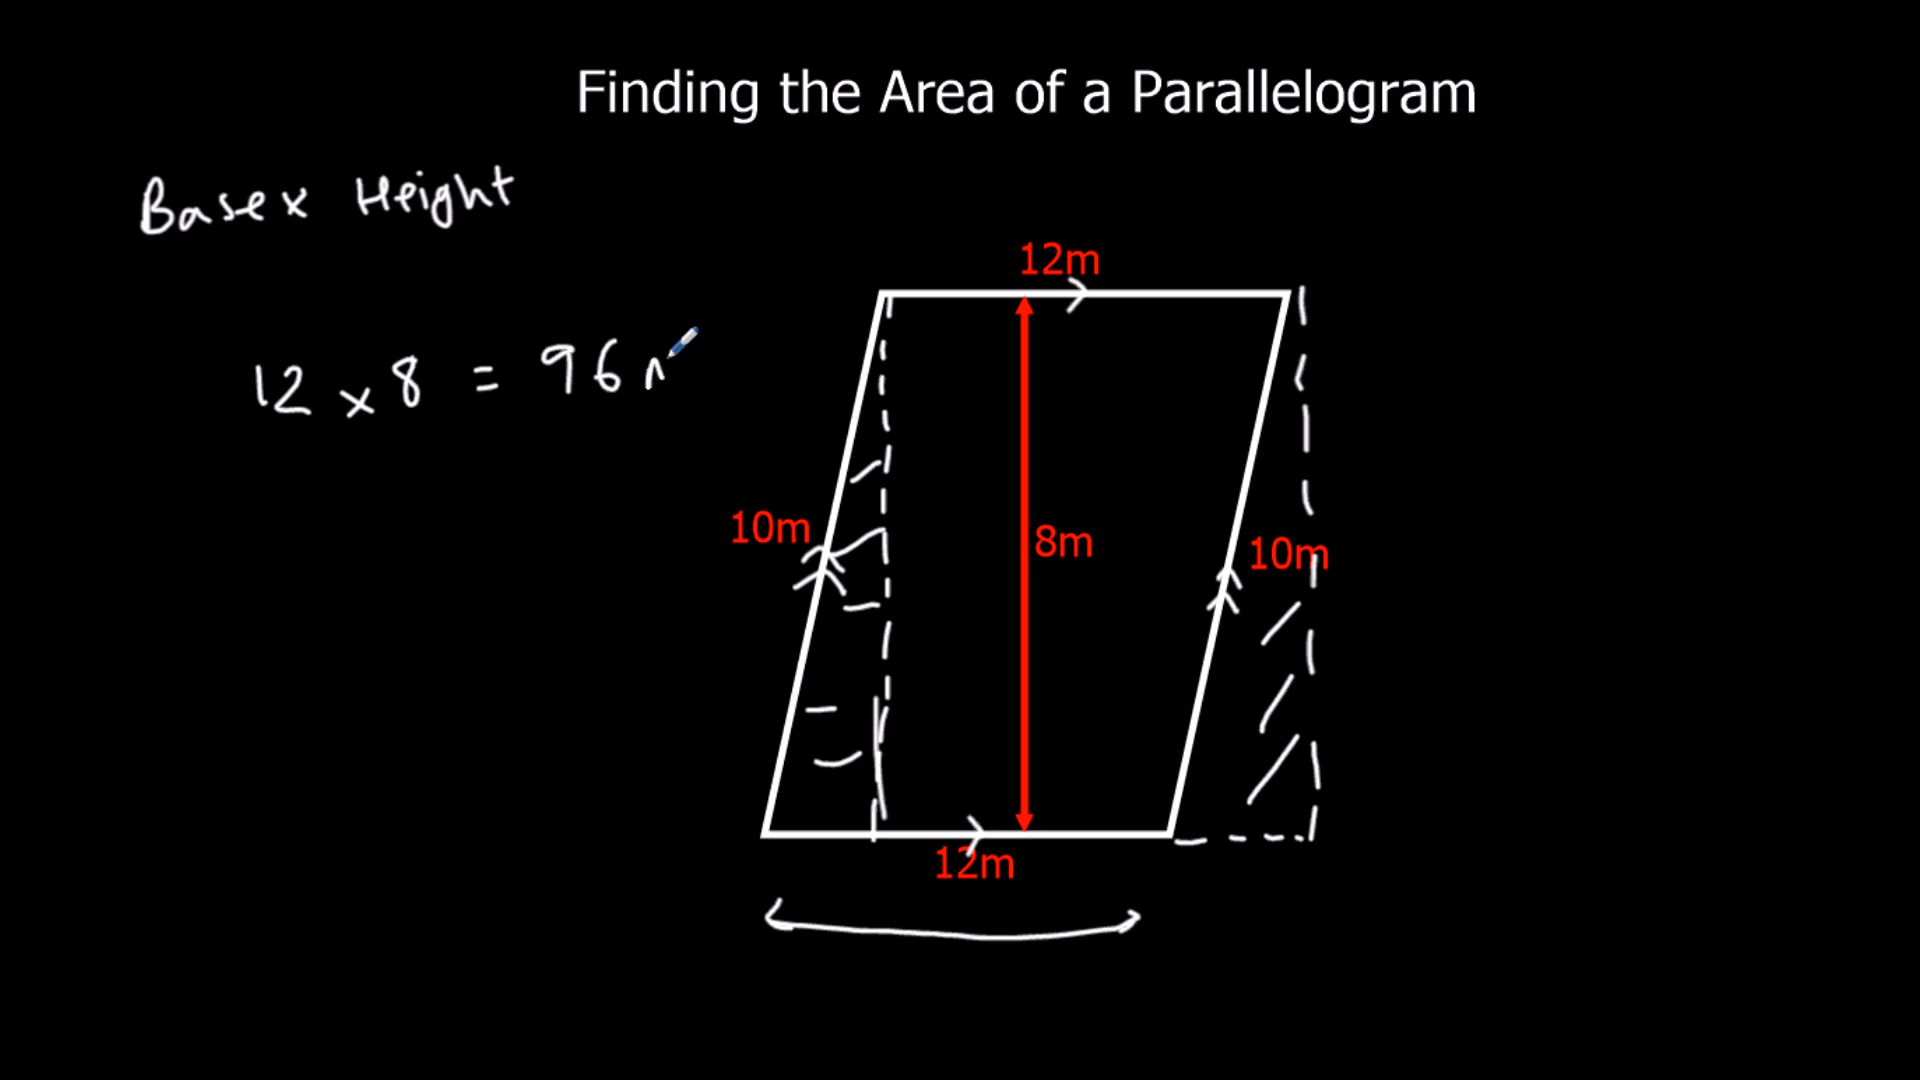 Finding the Area of a Parallelogram
Base x Height
12m
12 x 8 = 96 m
10m
8m
10m
12m